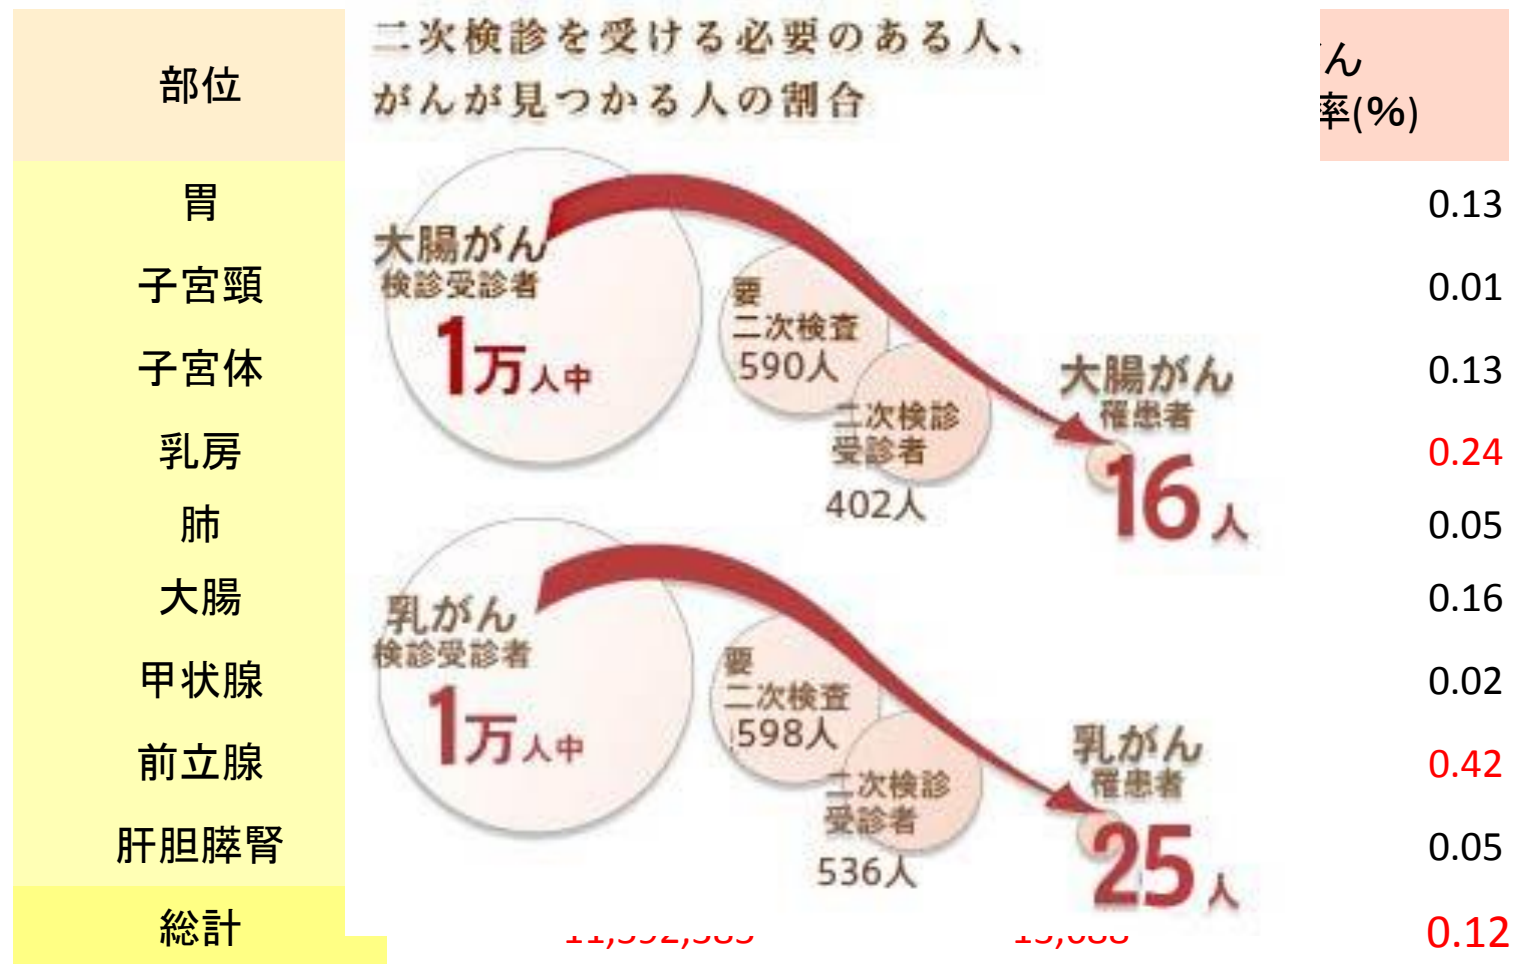 部位
ん
率(%)
二次検診を受ける必要のある人、
がんが見つかる人の割合
胃 0.13
子宮頸 0.01
子宮体 0.13
乳房 0.24
肺 0.05
大腸 0.16
甲状腺 0.02
前立腺 0.42
肝胆膵腎 0.05
総計 0.12
大腸がん
検診受診者
1万人中
要
二次検査
590人
二次検診
受診者
402人
大腸がん
罹患者
16人
乳がん
検診受診者
1万人中
要
二次検査
598人
二次検診
受診者
536人
乳がん
罹患者
25人